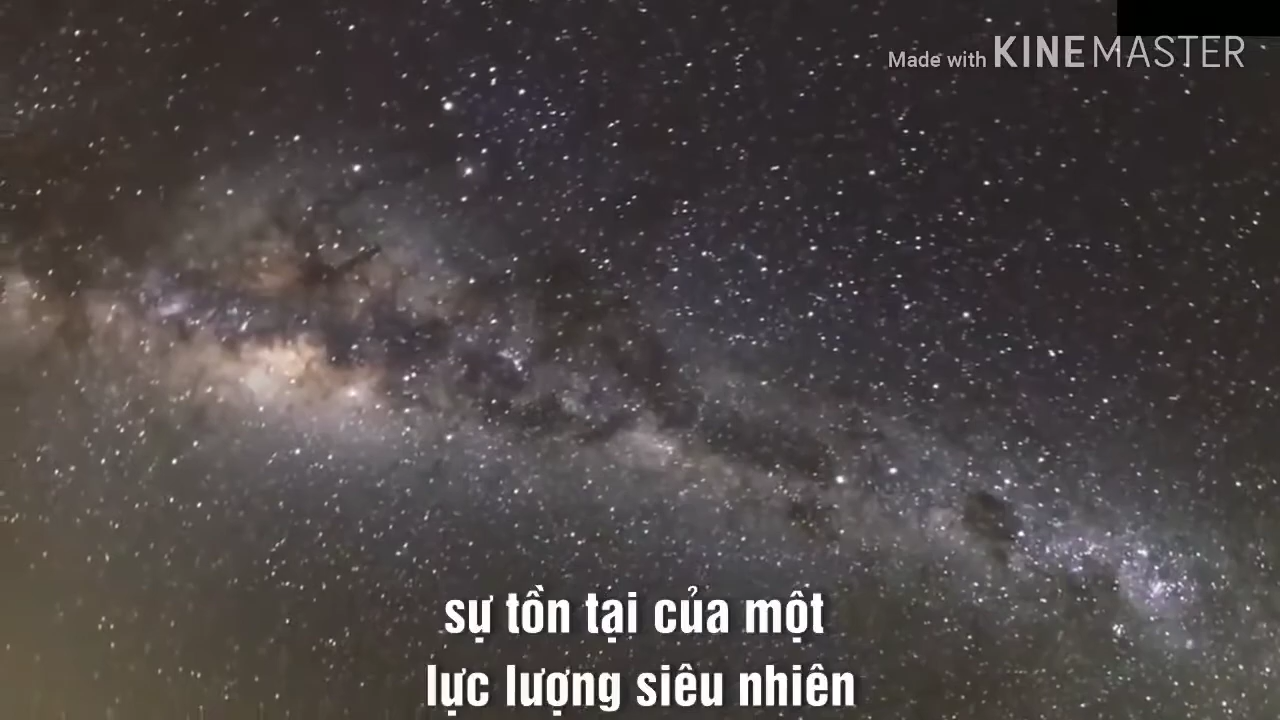 Made with KINEMASTER
sự tồn tại của một
lực lượng siêu nhiên